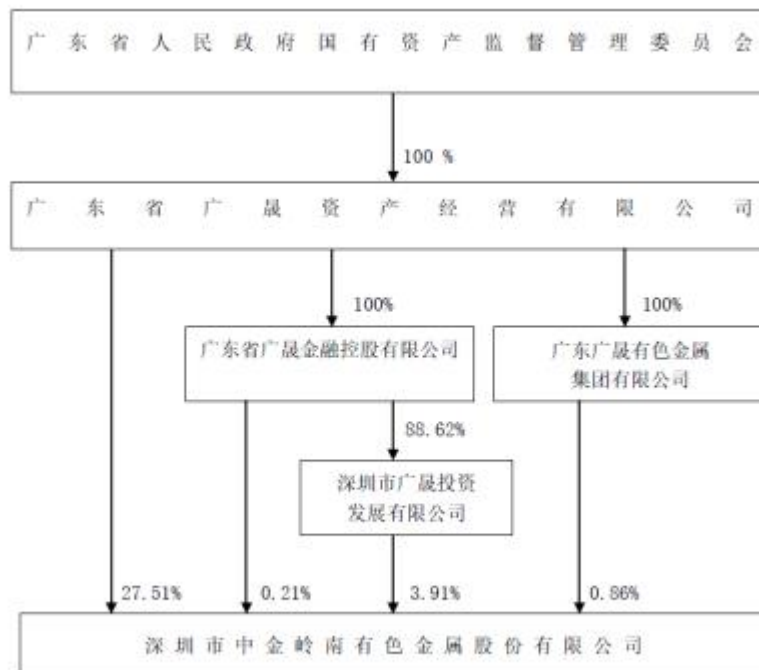 广东省人民政府国有资产监督管理委员会
100 %
广东省广晟资产经营有限公司
100%
100%
广东省广晟金融控股有限公司
广东广晟有色金属
集团有限公司
88.62%
深圳市广晟投资
发展有限公司
27.51%
0.21%
3.91%
0.86%
深圳市中金岭南有色金属股份有限公司